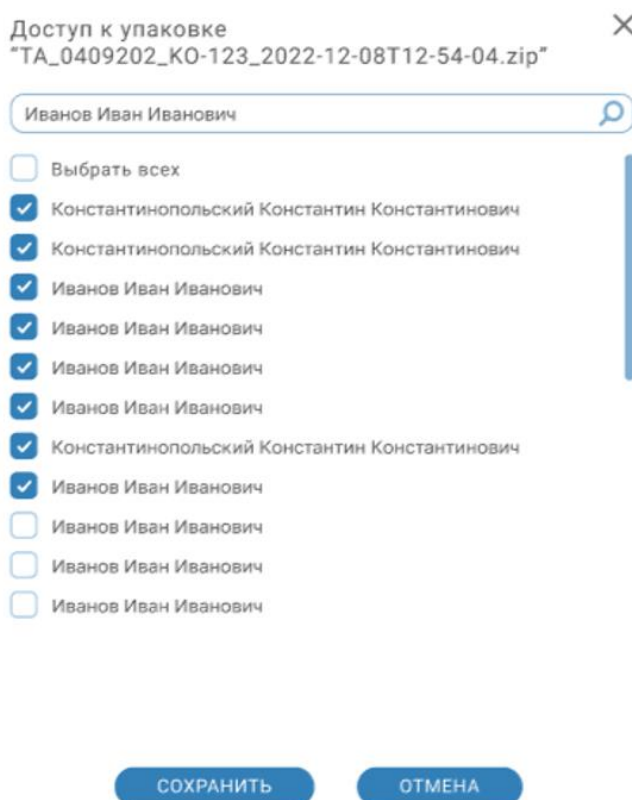 Доступ к упаковке
“TA_0409202_KO-123_2022-12-08T12-54-04.zip”
Иванов Иван Иванович
Выбрать всех
Константинопольский Константин Константинович
Константинопольский Константин Константинович
Иванов Иван Иванович
Иванов Иван Иванович
Иванов Иван Иванович
Иванов Иван Иванович
Константинопольский Константин Константинович
Иванов Иван Иванович
Иванов Иван Иванович
Иванов Иван Иванович
Иванов Иван Иванович
СОХРАНИТЬ ОТМЕНА